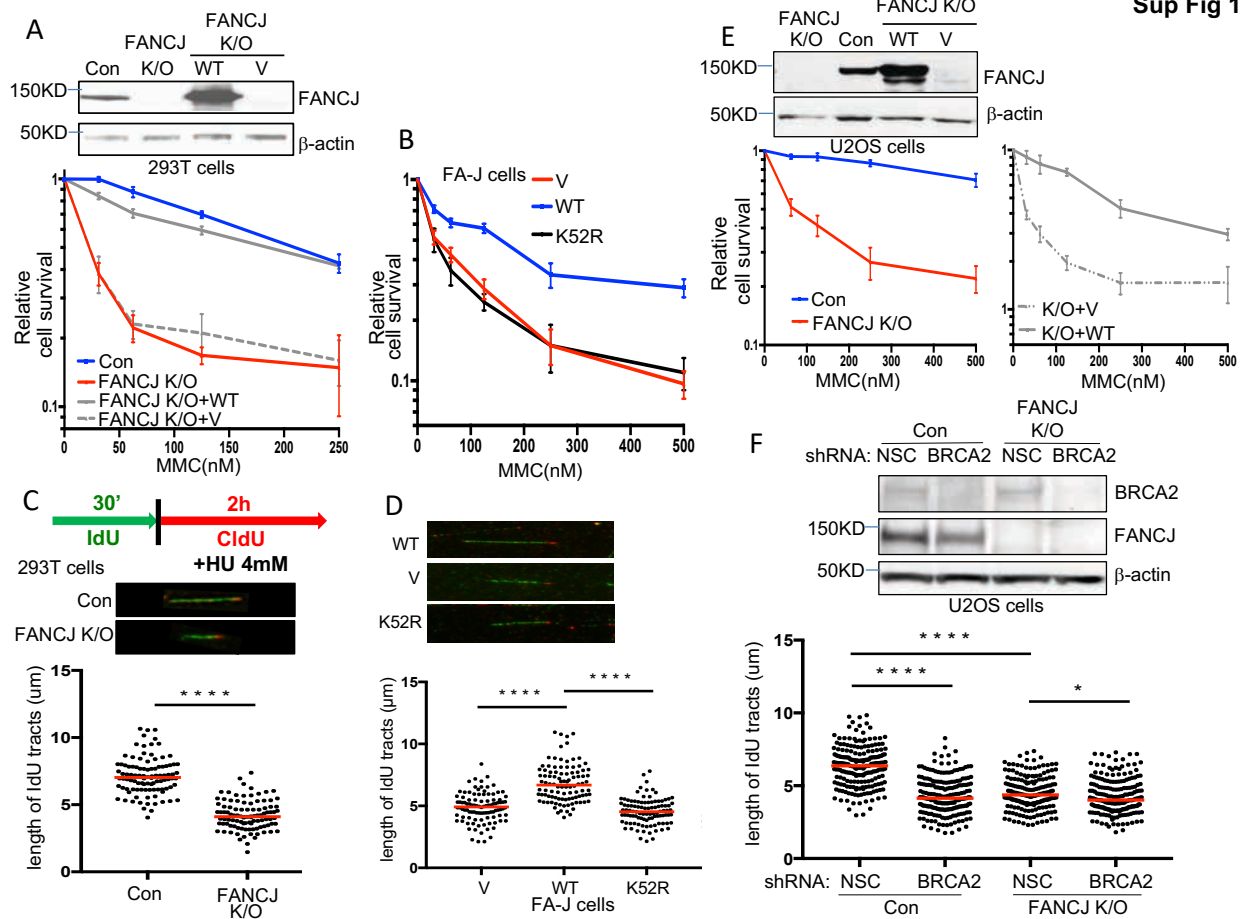 Sup Fig 1
A
FANCJ
K/O
FANCJ
Con K/O WT V
150KD
FANCJ
50KD
β-actin
293T cells
1
0.1
Relative
cell survival
Con
FANCJ K/O
FANCJ K/O+WT
FANCJ K/O+V
0 50 100 150 200 250
MMC(nM)
B
FA-J cells
V
WT
K52R
1
0.1
Relative
cell survival
0 100 200 300 400 500
MMC(nM)
E
FANCJ
K/O
Con
FANCJ K/O
WT V
150KD
FANCJ
50KD
β-actin
U2OS cells
1
0.1
Relative
cell survival
Con
FANCJ K/O
0 100 200 300 400 500
MMC(nM)
1
1
K/O+V
K/O+WT
0 100 200 300 400 500
MMC(nM)
C
30' 2h
IdU CldU
+HU 4mM
293T cells
Con
FANCJ K/O
length of IdU tracts (um)
15
10
5
0
* * * *
Con FANCJ
K/O
D
WT
V
K52R
length of IdU tracts (μm)
15
10
5
0
* * * *
* * * *
V WT K52R
FA-J cells
F
Con
FANCJ
K/O
shRNA: NSC BRCA2 NSC BRCA2
BRCA2
150KD
FANCJ
50KD
β-actin
U2OS cells
length of IdU tracts (um)
15
10
5
0
* * * *
* * * *
*
shRNA: NSC BRCA2 NSC BRCA2
Con FANCJ K/O